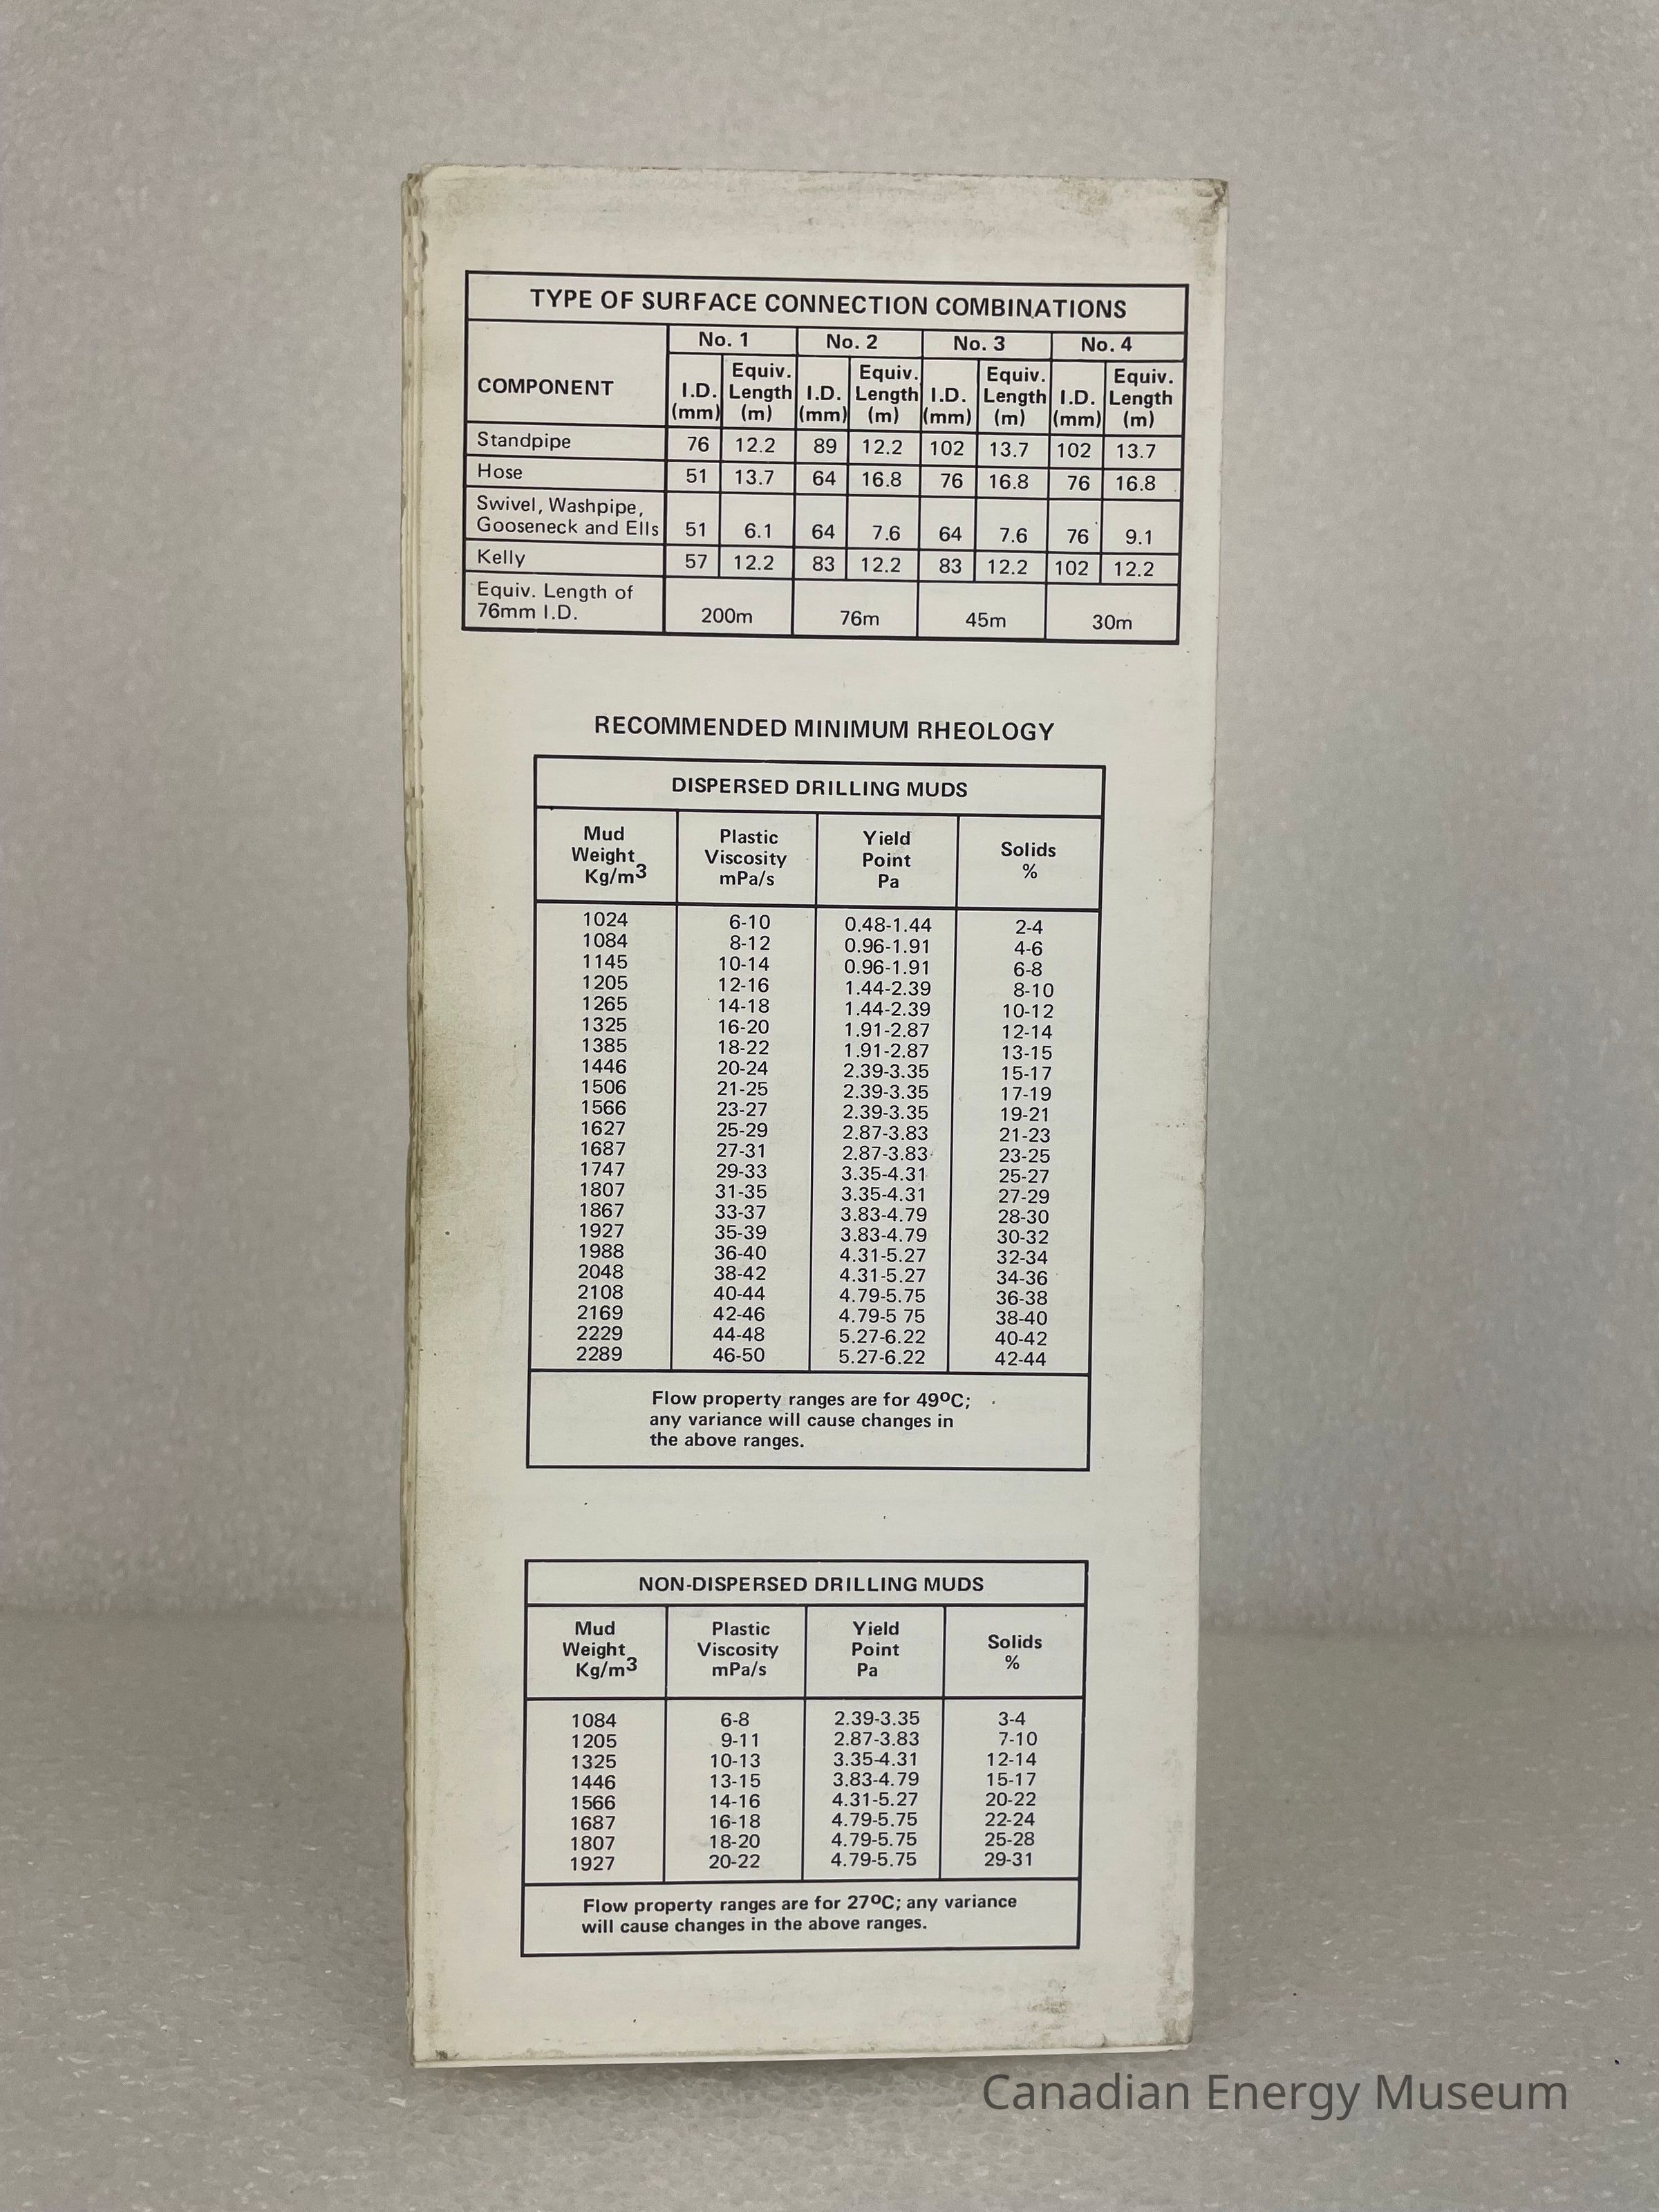 TYPE OF SURFACE CONNECTION COMBINATIONS
COMPONENT No. 1 No. 2 No. 3 No. 4
I.D. (mm) Equiv. Length (m) I.D. (mm) Equiv. Length (m) I.D. (mm) Equiv. Length (m) I.D. (mm) Equiv. Length (m)
Standpipe 76 12.2 89 12.2 102 13.7 102 13.7
Hose 51 13.7 64 16.8 76 16.8 76 16.8
Swivel, Washpipe,
Gooseneck and Ells 51 6.1 64 7.6 64 7.6 76 9.1
Kelly 57 12.2 83 12.2 83 12.2 102 12.2
Equiv. Length of
76mm I.D. 200m 76m 45m 30m
RECOMMENDED MINIMUM RHEOLOGY
DISPERSED DRILLING MUDS
Mud Weight Kg/m3 Plastic Viscosity mPa/s Yield Point Pa Solids %
1024 6-10 0.48-1.44 2-4
1084 8-12 0.96-1.91 4-6
1145 10-14 0.96-1.91 6-8
1205 12-16 1.44-2.39 8-10
1265 14-18 1.44-2.39 10-12
1325 16-20 1.91-2.87 12-14
1385 18-22 1.91-2.87 13-15
1446 20-24 2.39-3.35 15-17
1506 21-25 2.39-3.35 17-19
1566 23-27 2.39-3.35 19-21
1627 25-29 2.87-3.83 21-23
1687 27-31 2.87-3.83 23-25
1747 29-33 3.35-4.31 25-27
1807 31-35 3.35-4.31 27-29
1867 33-37 3.83-4.79 28-30
1927 35-39 3.83-4.79 30-32
1988 36-40 4.31-5.27 32-34
2048 38-42 4.31-5.27 34-36
2108 40-44 4.79-5.75 36-38
2169 42-46 4.79-5 75 38-40
2229 44-48 5.27-6.22 40-42
2289 46-50 5.27-6.22 42-44
Flow property ranges are for 49ºC;
any variance will cause changes in
the above ranges.
NON-DISPERSED DRILLING MUDS
Mud Weight Kg/m3 Plastic Viscosity mPa/s Yield Point Pa Solids %
1084 6-8 2.39-3.35 3-4
1205 9-11 2.87-3.83 7-10
1325 10-13 3.35-4.31 12-14
1446 13-15 3.83-4.79 15-17
1566 14-16 4.31-5.27 20-22
1687 16-18 4.79-5.75 22-24
1807 18-20 4.79-5.75 25-28
1927 20-22 4.79-5.75 29-31
Flow property ranges are for 27ºC; any variance
will cause changes in the above ranges.
Canadian Energy Museum